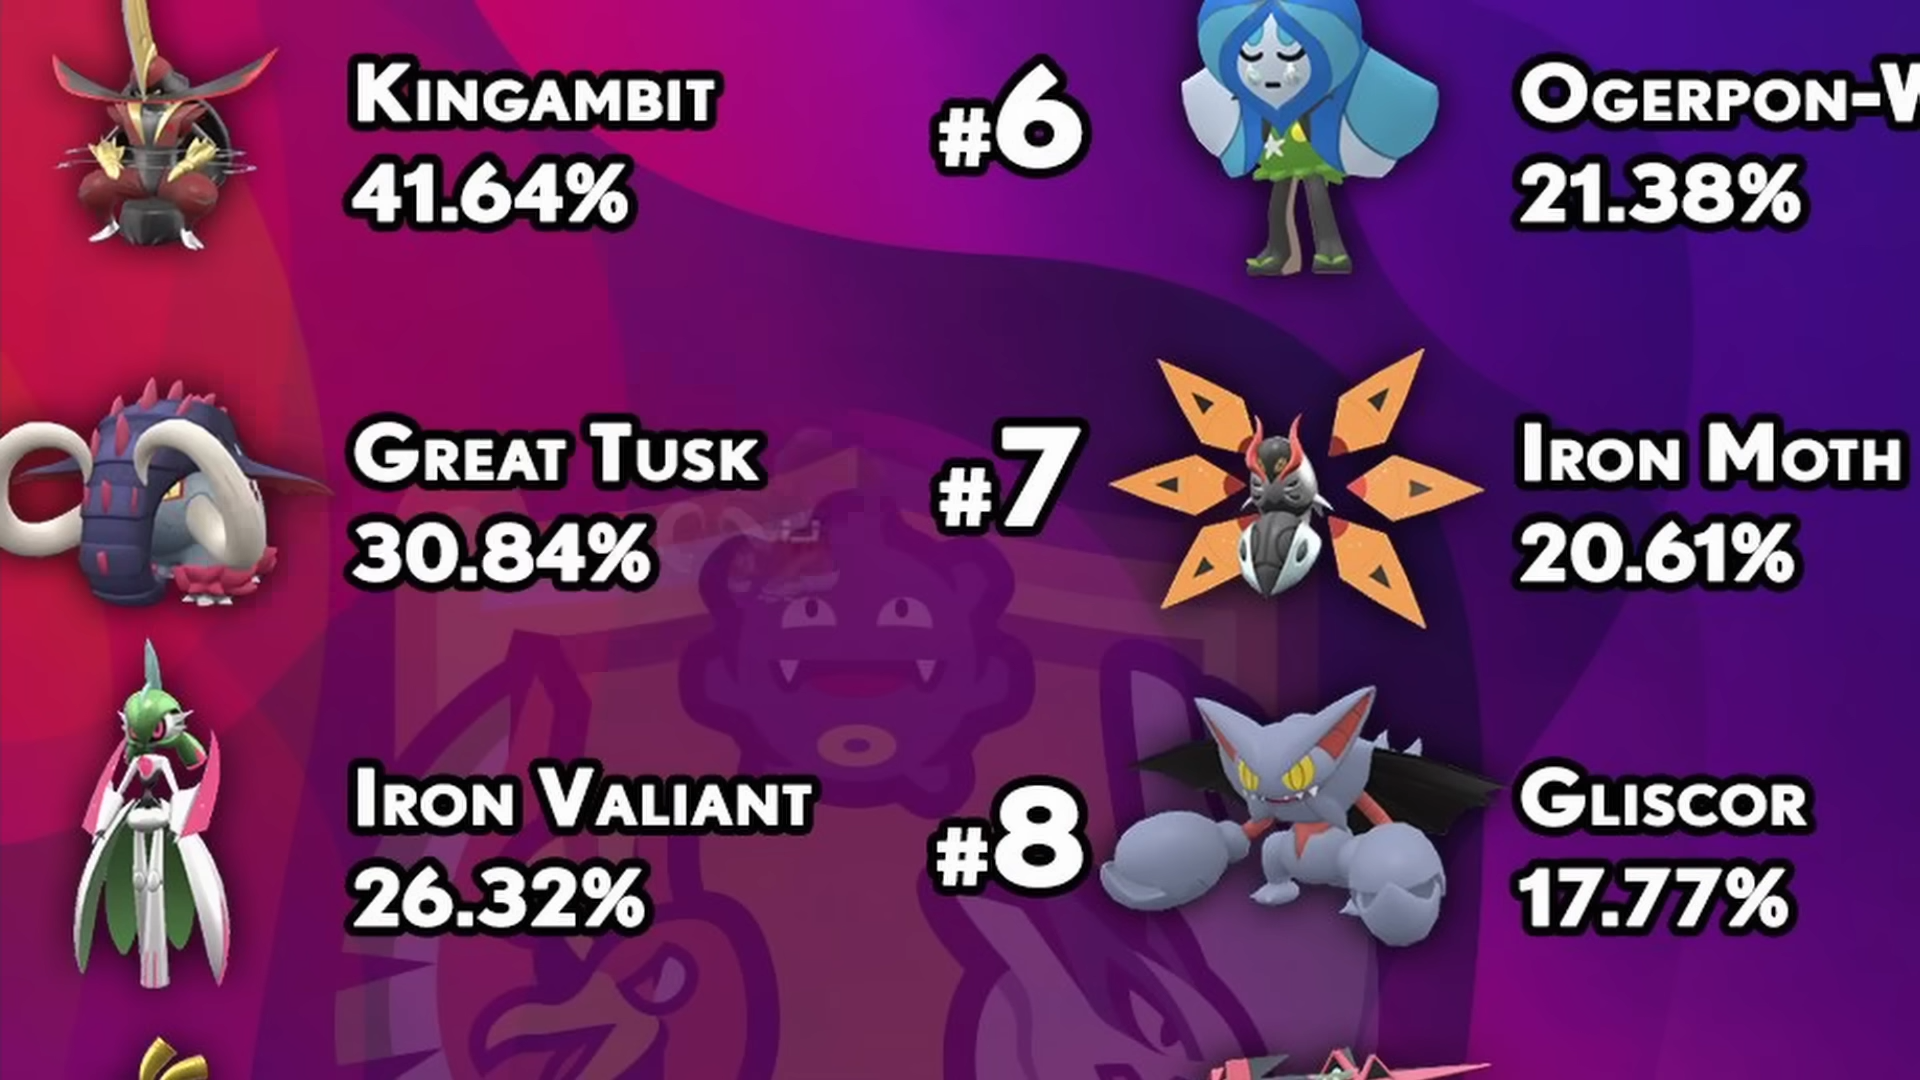 Kingambit
41.64%
#6
Ogerpon-W
21.38%
Great Tusk
30.84%
#7
Iron Moth
20.61%
Iron Valiant
26.32%
#8
Gliscor
17.77%